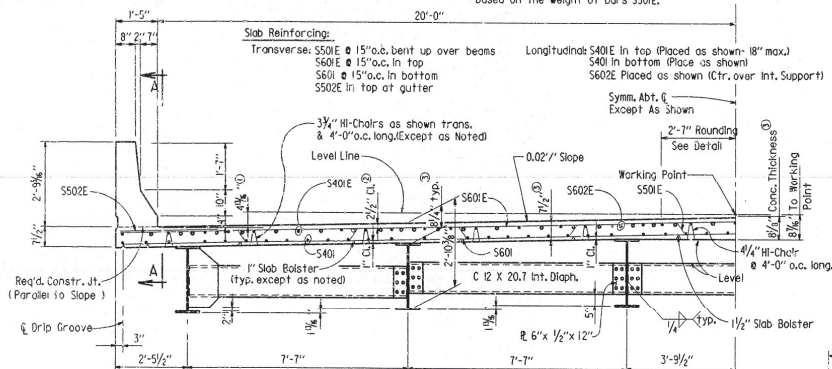 Based on the weight of bars S501E.
1'-5"
20'-0"
8" 2" 7"
Slab Reinforcing:
Transverse: S501E @ 15"o.c. bent up over beams
S601E @ 15"o.c. in top
S601 @ 15"o.c. in bottom
S502E in top at gutter
Longitudinal: S401E in top (Placed as shown- 18" max.)
S401 in bottom (Place as shown)
S602E Placed as shown (Ctr. over Int. Support)
A
Symm. Abt. ℄
Except As Shown
3¾" Hi-Chairs as shown trans.
& 4'-0"o.c. long.(Except as Noted)
2'-7" Rounding
See Detail
Level Line
0.02'/' Slope
Working Point
2'-9⅝"
1'-7"
10"
S502E
S401E
2½" Cl. ②
8¼" typ. ③
S601E
7½" ③
S602E
S501E
8⅛" Conc. Thickness ③
8⅜" To Working
Point
7½"
S401
1" Cl.
S601
1" Cl.
4¼" Hi-Chair
@ 4'-0" o.c. long.
Req'd. Constr. Jt.
(Parallel to Slope)
A
1" Slab Bolster
(typ. except as noted)
C 12 X 20.7 Int. Diaph.
Level
℄ Drip Groove
2"
5"
1/4
typ.
1½" Slab Bolster
PL 6"x ½"x 12"
3"
2'-5½"
7'-7"
7'-7"
3'-9½"